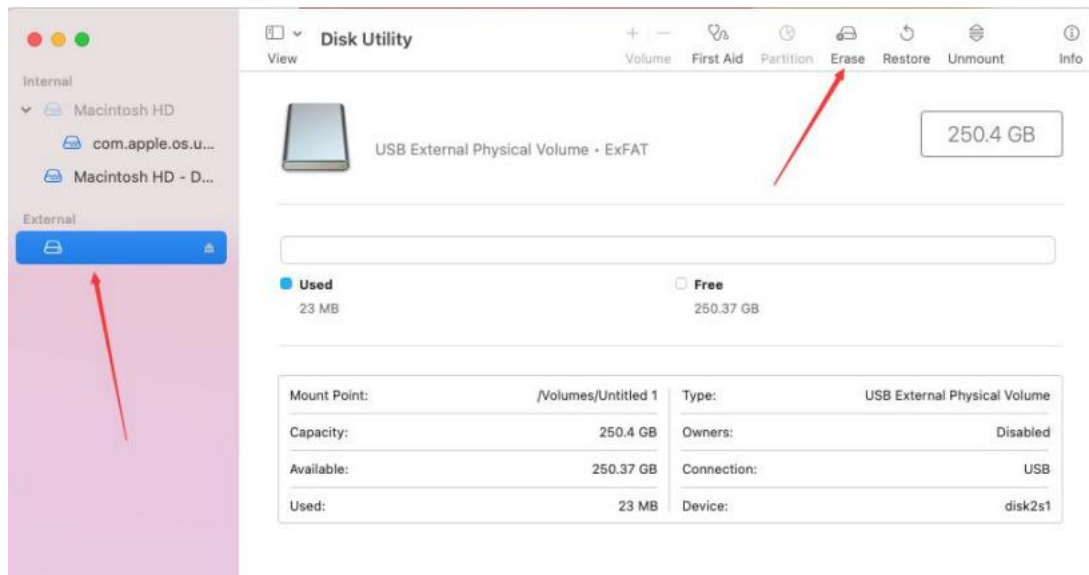 Disk Utility
View
Volume
First Aid
Partition
Erase
Restore
Unmount
Info
Internal
Macintosh HD
com.apple.os.u...
Macintosh HD - D...
External
USB External Physical Volume • ExFAT
250.4 GB
Used
23 MB
Free
250.37 GB
Mount Point: /Volumes/Untitled 1
Type: USB External Physical Volume
Capacity: 250.4 GB
Owners: Disabled
Available: 250.37 GB
Connection: USB
Used: 23 MB
Device: disk2s1